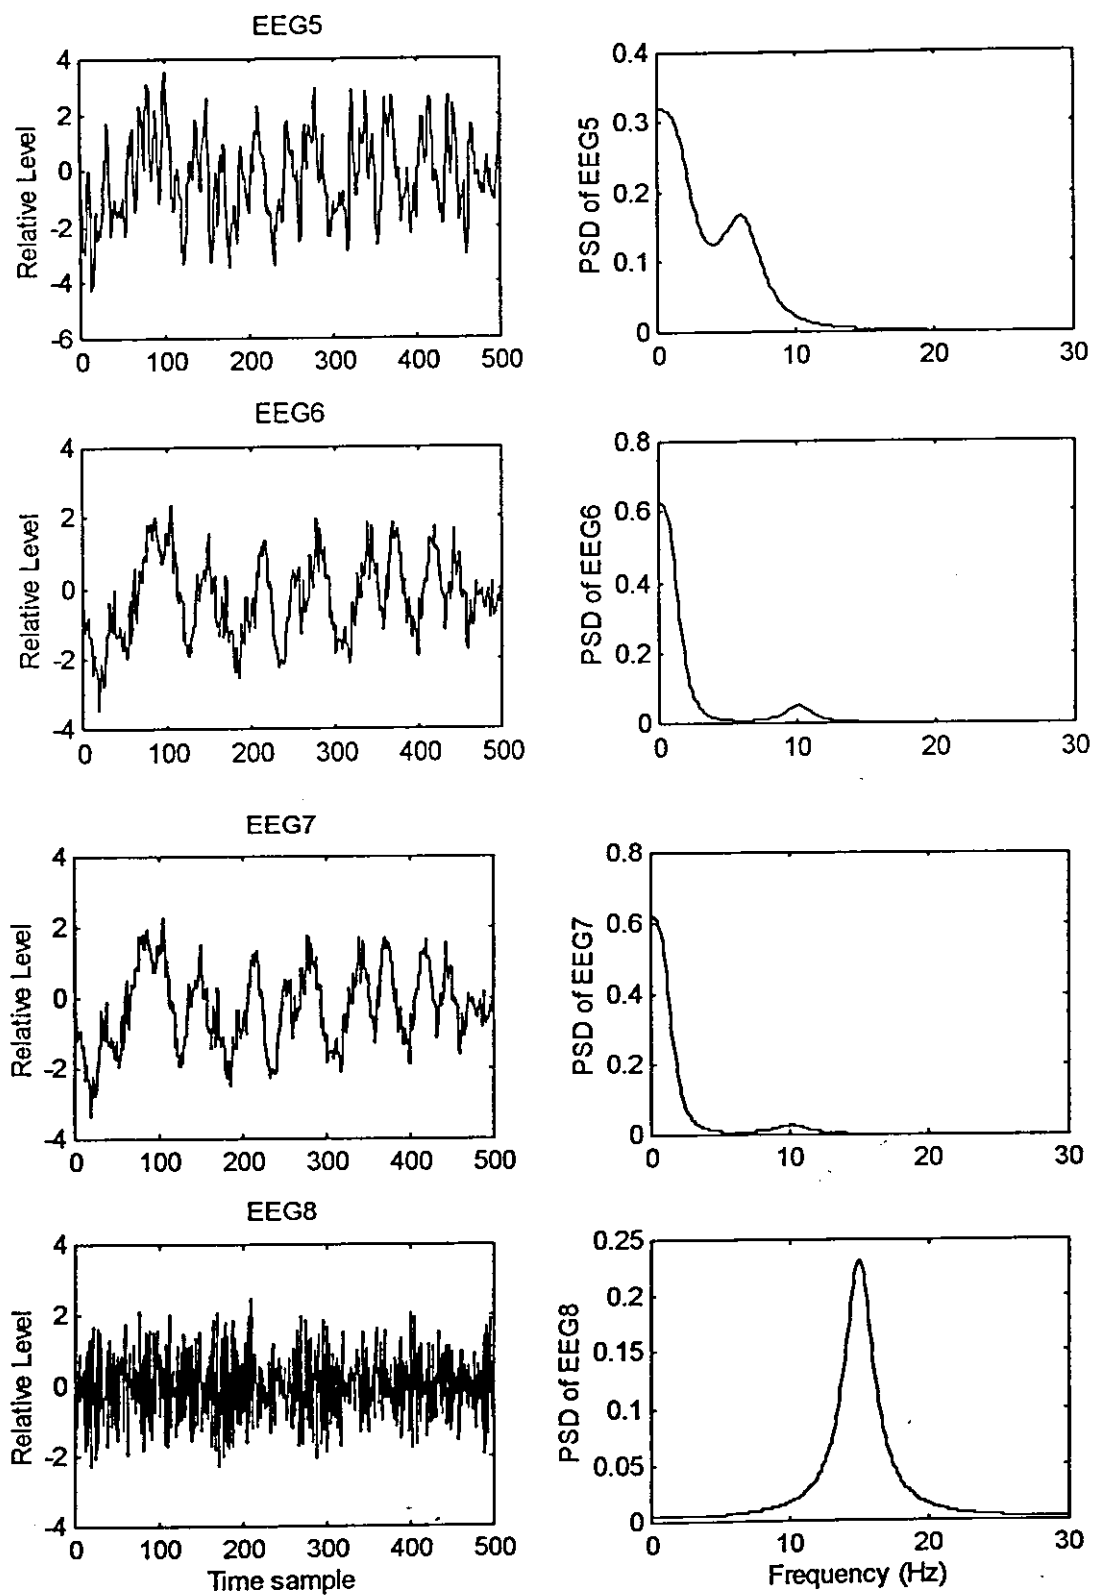 EEG5
Relative Level
4
2
0
-2
-4
-6
0 100 200 300 400 500
PSD of EEG5
0.4
0.3
0.2
0.1
0
0 10 20 30
EEG6
Relative Level
4
2
0
-2
-4
0 100 200 300 400 500
PSD of EEG6
0.8
0.6
0.4
0.2
0
0 10 20 30
EEG7
Relative Level
4
2
0
-2
-4
0 100 200 300 400 500
PSD of EEG7
0.8
0.6
0.4
0.2
0
0 10 20 30
EEG8
Relative Level
4
2
0
-2
-4
0 100 200 300 400 500
Time sample
PSD of EEG8
0.25
0.2
0.15
0.1
0.05
0
0 10 20 30
Frequency (Hz)